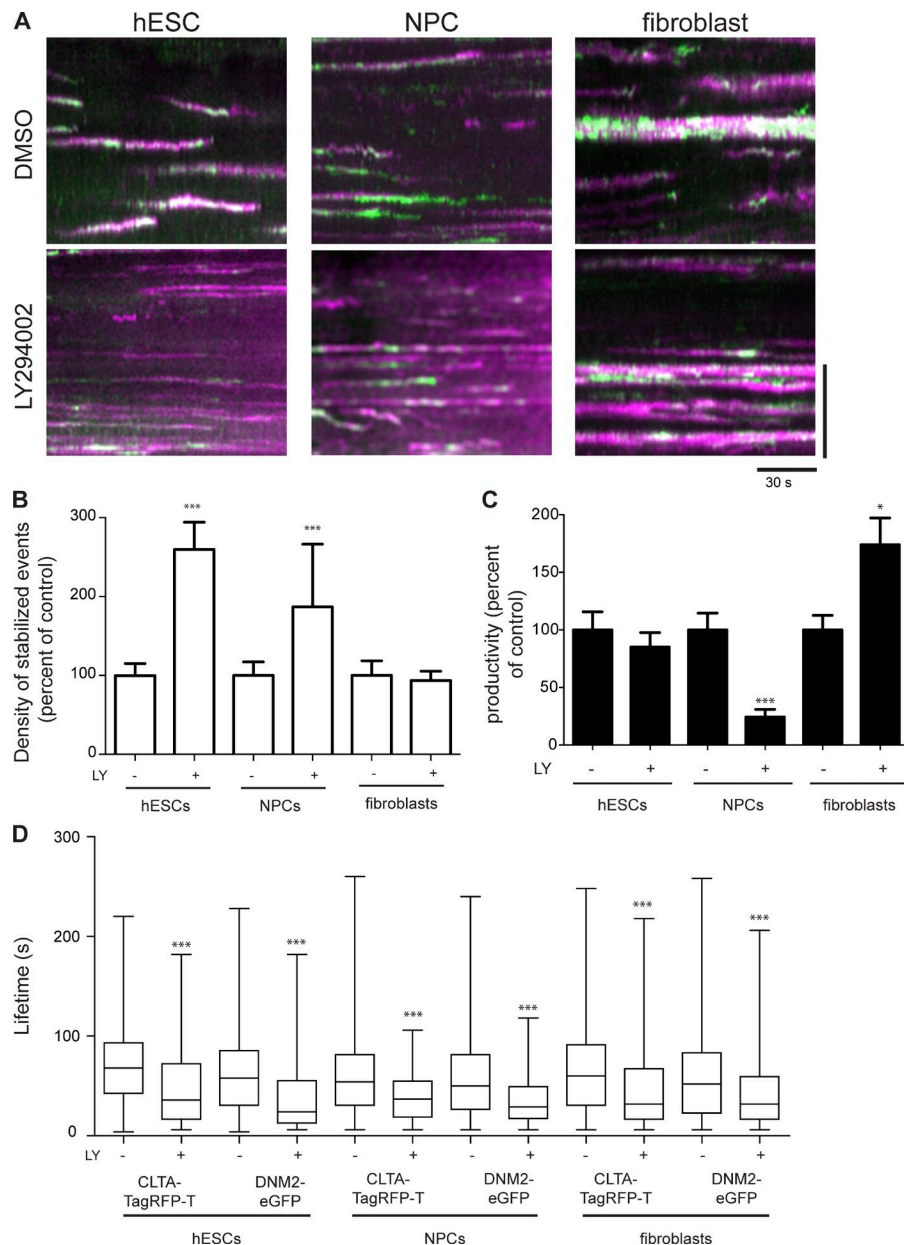 A
hESC NPC fibroblast
DMSO
LY294002
30 s
B
Density of stabilized events
(percent of control)
300
200
100
0
*** ***
LY - + - + - +
hESCs NPCs fibroblasts
C
productivity (percent
of control)
200
150
100
50
0
*** *
LY - + - + - +
hESCs NPCs fibroblasts
D
Lifetime (s)
300
200
100
0
*** *** *** *** *** ***
LY - + - + - + - + - + - +
CLTA- DNM2- CLTA- DNM2- CLTA- DNM2-
TagRFP-T eGFP TagRFP-T eGFP TagRFP-T eGFP
hESCs NPCs fibroblasts